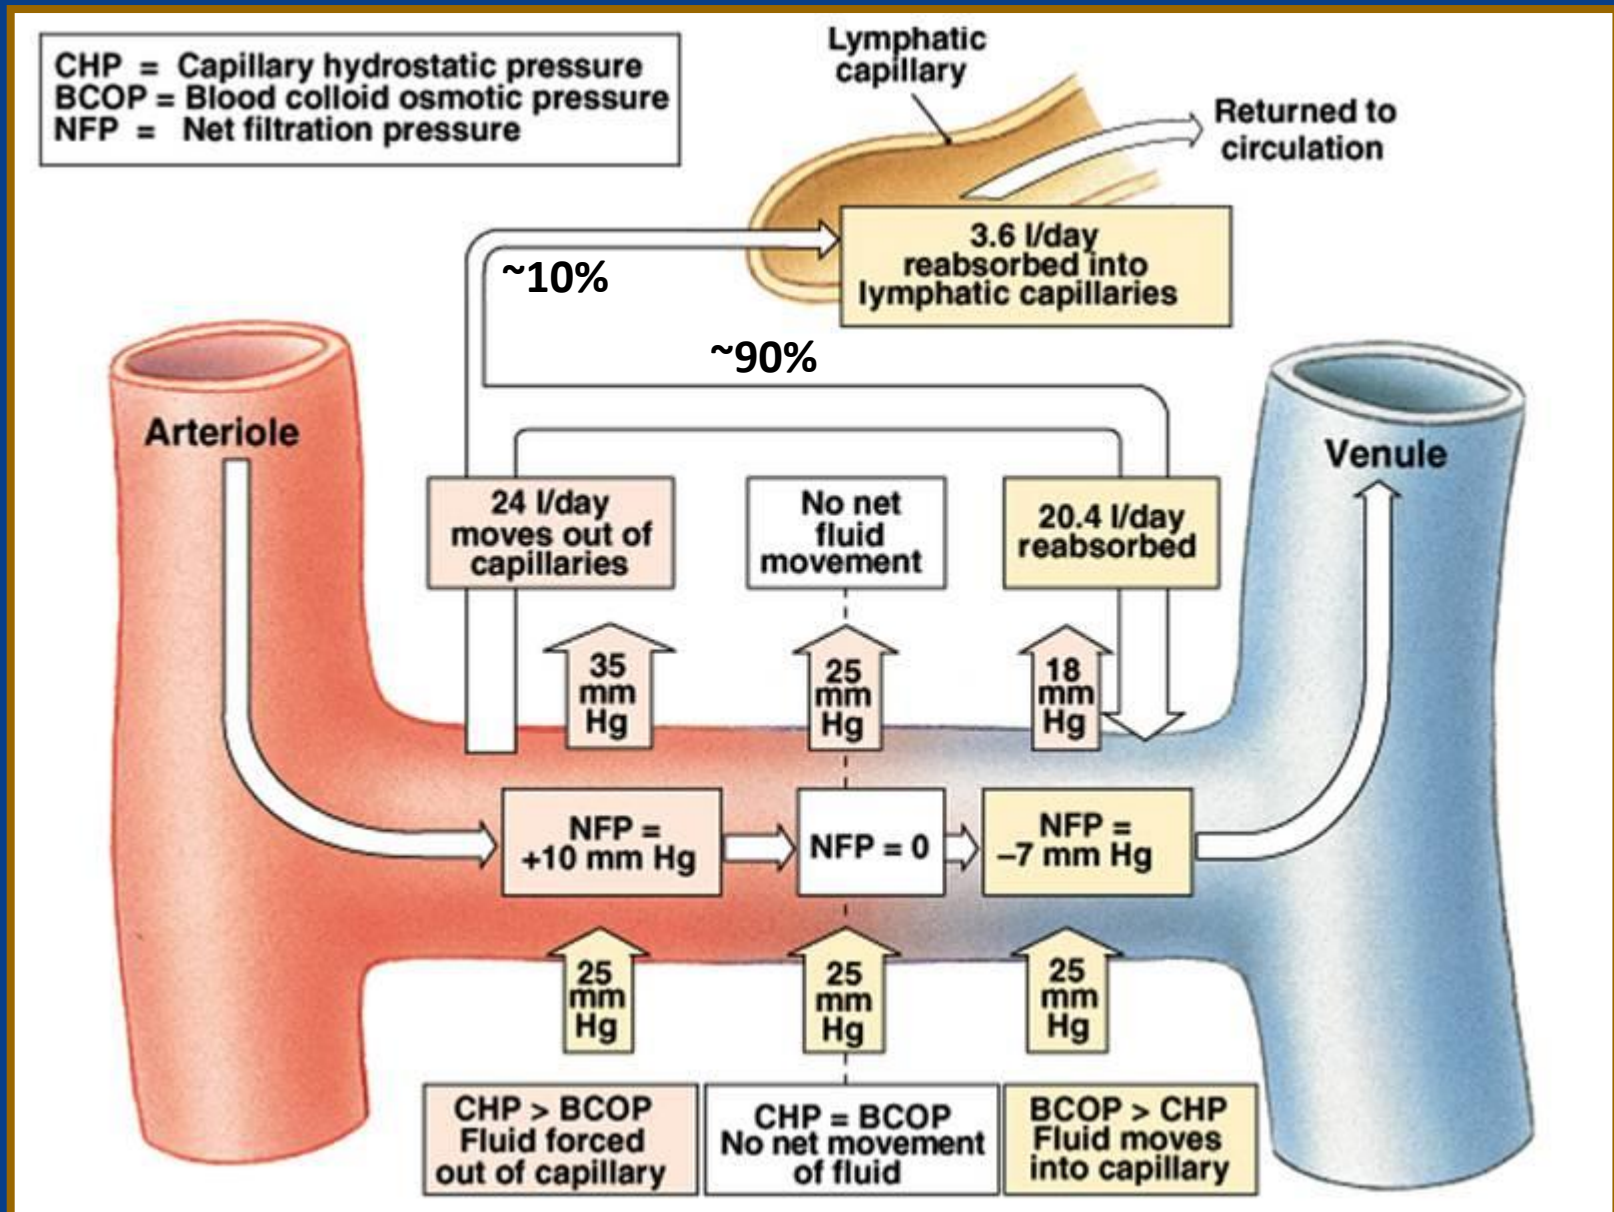 CHP = Capillary hydrostatic pressure
BCOP = Blood colloid osmotic pressure
NFP = Net filtration pressure
Lymphatic
capillary
Returned to
circulation
3.6 l/day
reabsorbed into
lymphatic capillaries
~10%
~90%
Arteriole
Venule
24 l/day
moves out of
capillaries
No net
fluid
movement
20.4 l/day
reabsorbed
35
mm
Hg
25
mm
Hg
18
mm
Hg
NFP =
+10 mm Hg
NFP = 0
NFP =
–7 mm Hg
25
mm
Hg
25
mm
Hg
25
mm
Hg
CHP > BCOP
Fluid forced
out of capillary
CHP = BCOP
No net movement
of fluid
BCOP > CHP
Fluid moves
into capillary